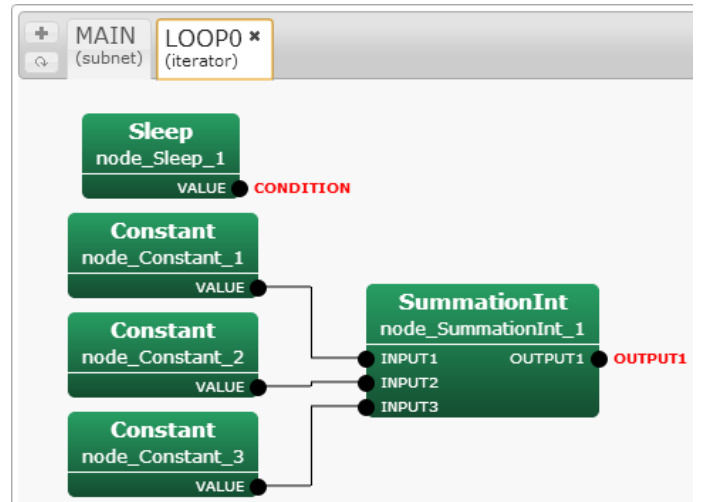 MAIN
(subnet)
LOOP0 ×
(iterator)
Sleep
node_Sleep_1
VALUE
CONDITION
Constant
node_Constant_1
VALUE
Constant
node_Constant_2
VALUE
Constant
node_Constant_3
VALUE
SummationInt
node_SummationInt_1
INPUT1 OUTPUT1
OUTPUT1
INPUT2
INPUT3